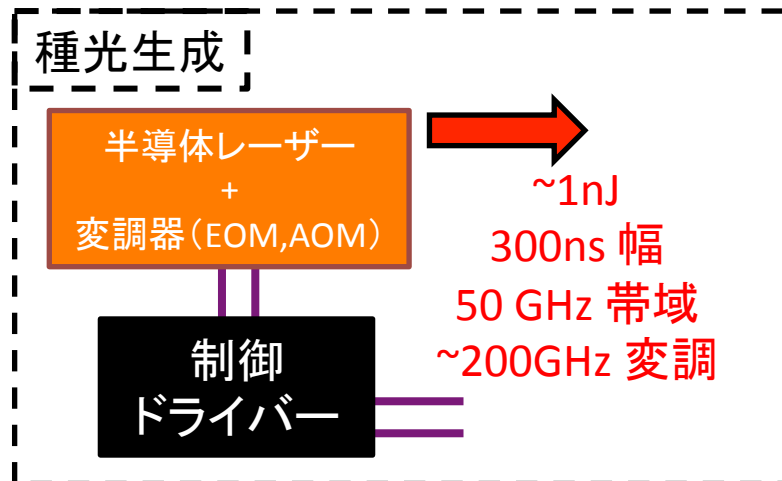 種光生成
半導体レーザー
+
変調器(EOM,AOM)
~1nJ
300ns 幅
50 GHz 帯域
~200GHz 変調
制御
ドライバー